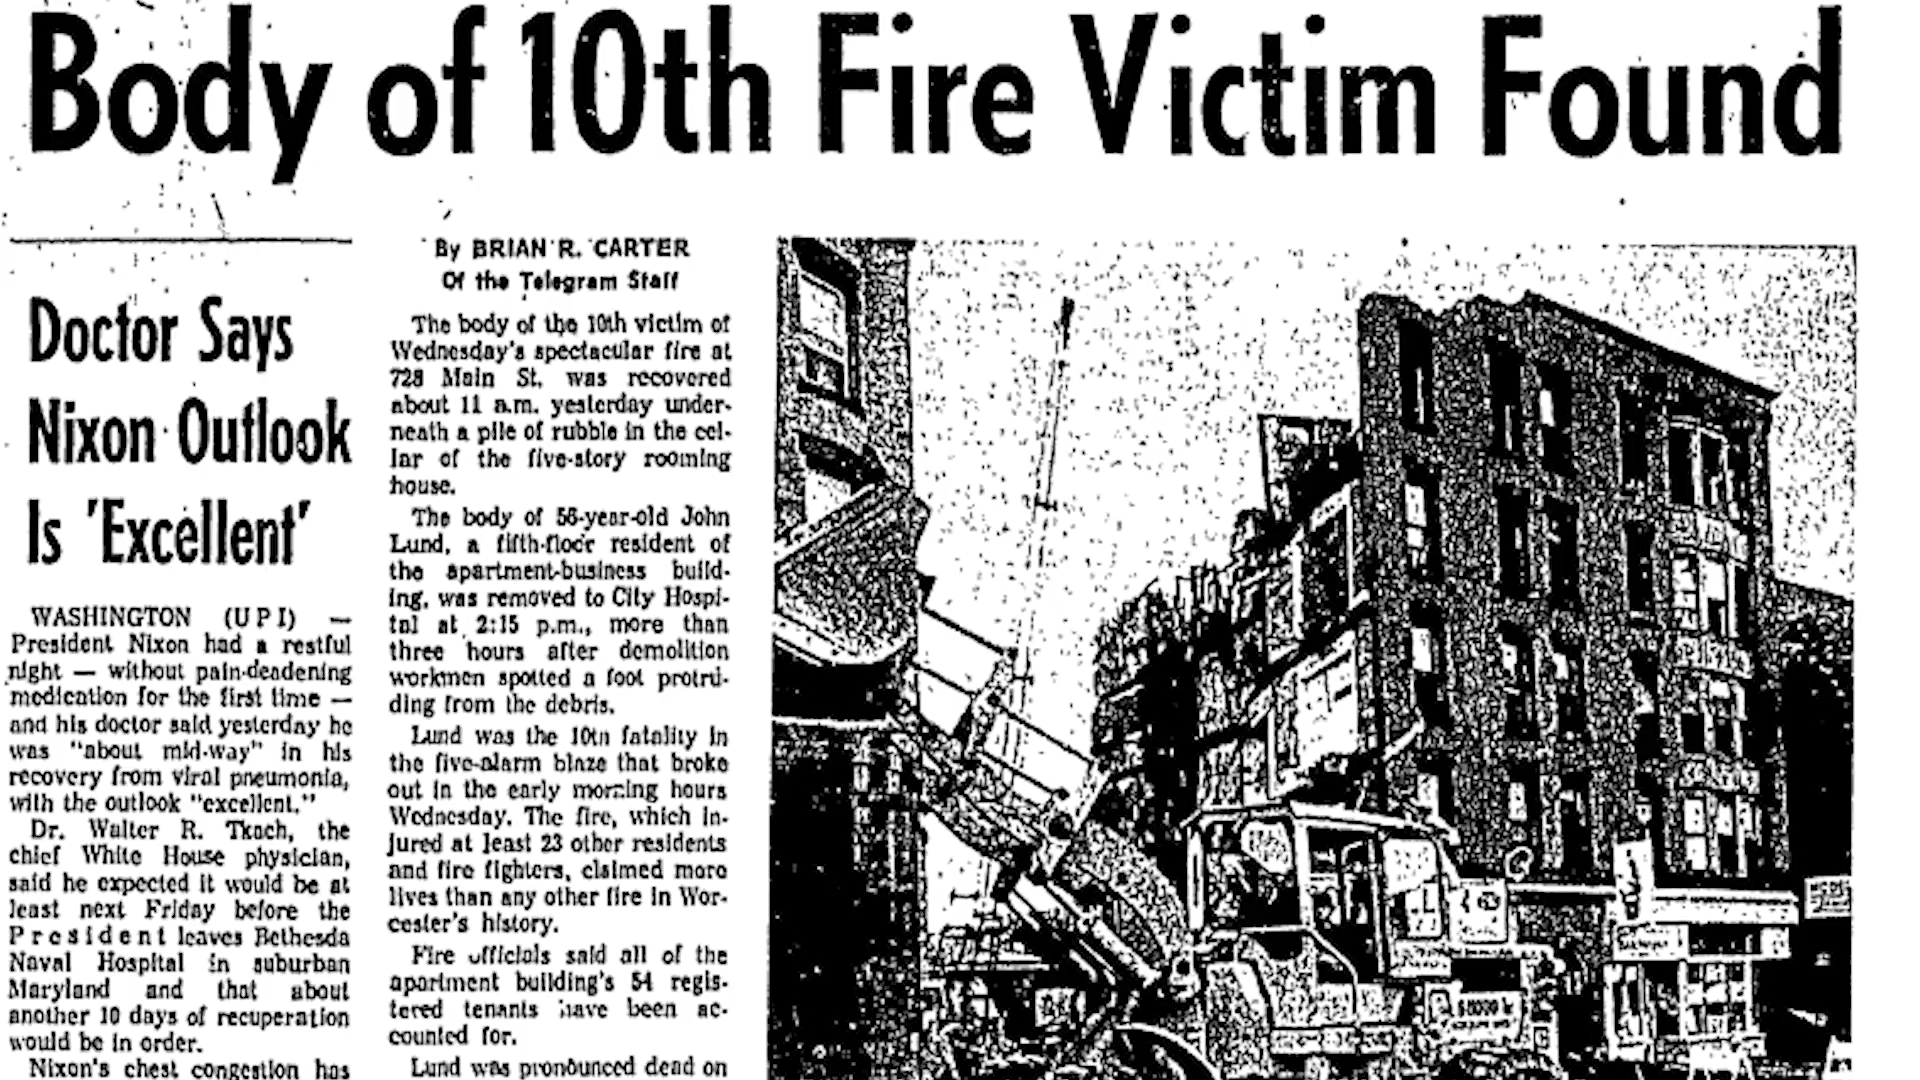 Body of 10th Fire Victim Found
Doctor Says
Nixon Outlook
Is 'Excellent'
WASHINGTON (UPI) —
President Nixon had a restful
night — without pain-deadening
medication for the first time —
and his doctor said yesterday he
was "about mid-way" in his
recovery from viral pneumonia,
with the outlook "excellent."
Dr. Walter R. Tkach, the
chief White House physician,
said he expected it would be at
least next Friday before the
President leaves Bethesda
Naval Hospital in suburban
Maryland and that about
another 10 days of recuperation
would be in order.
Nixon's chest congestion has
By BRIAN R. CARTER
Of the Telegram Staff
The body of the 10th victim of
Wednesday's spectacular fire at
728 Main St. was recovered
about 11 a.m. yesterday under-
neath a pile of rubble in the cel-
lar of the five-story rooming
house.
The body of 56-year-old John
Lund, a fifth-floor resident of
the apartment-business build-
ing, was removed to City Hospi-
tal at 2:15 p.m., more than
three hours after demolition
workmen spotted a foot protru-
ding from the debris.
Lund was the 10th fatality in
the five-alarm blaze that broke
out in the early morning hours
Wednesday. The fire, which in-
jured at least 23 other residents
and fire fighters, claimed more
lives than any other fire in Wor-
cester's history.
Fire officials said all of the
apartment building's 54 regis-
tered tenants have been ac-
counted for.
Lund was pronounced dead on